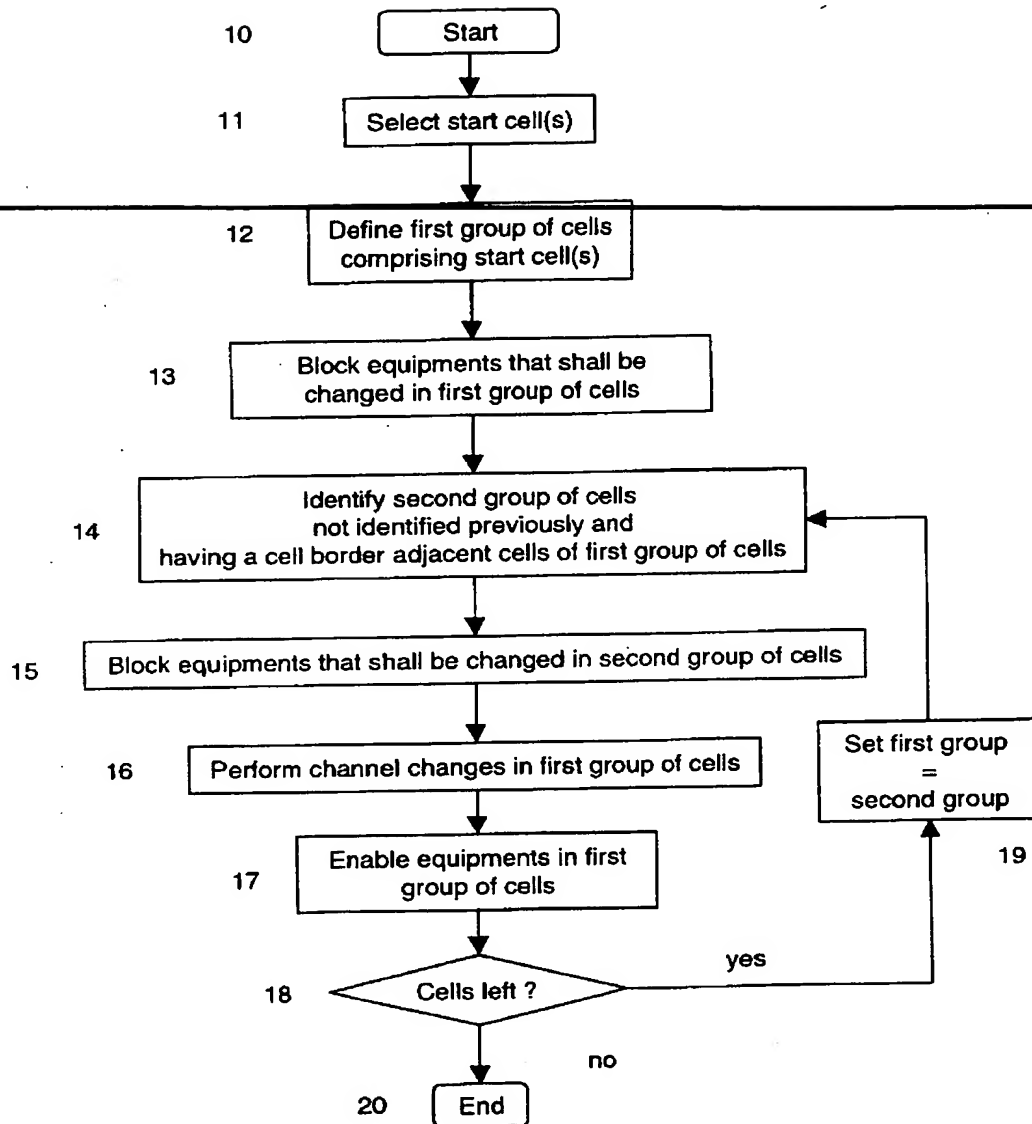 10
Start
11
Select start cell(s)
12
Define first group of cells
comprising start cell(s)
13
Block equipments that shall be
changed in first group of cells
14
Identify second group of cells
not identified previously and
having a cell border adjacent cells of first group of cells
15
Block equipments that shall be changed in second group of cells
16
Perform channel changes in first group of cells
Set first group
=
second group
19
17
Enable equipments in first
group of cells
18
Cells left ?
yes
no
20
End